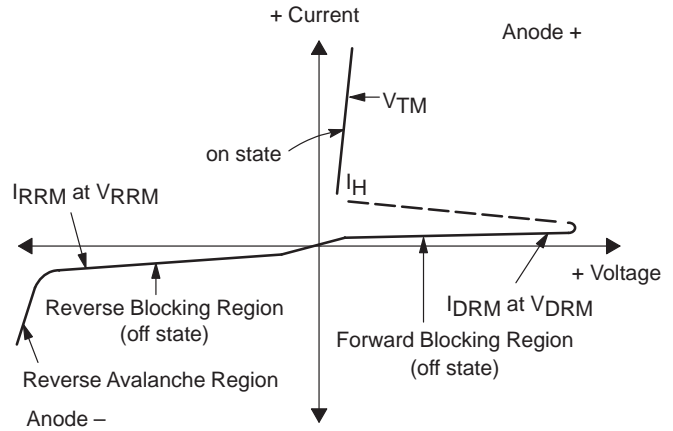 + Current
Anode +
VTM
on state
IH
IRRM at VRRM
+ Voltage
IDRM at VDRM
Reverse Blocking Region
(off state)
Forward Blocking Region
(off state)
Reverse Avalanche Region
Anode –